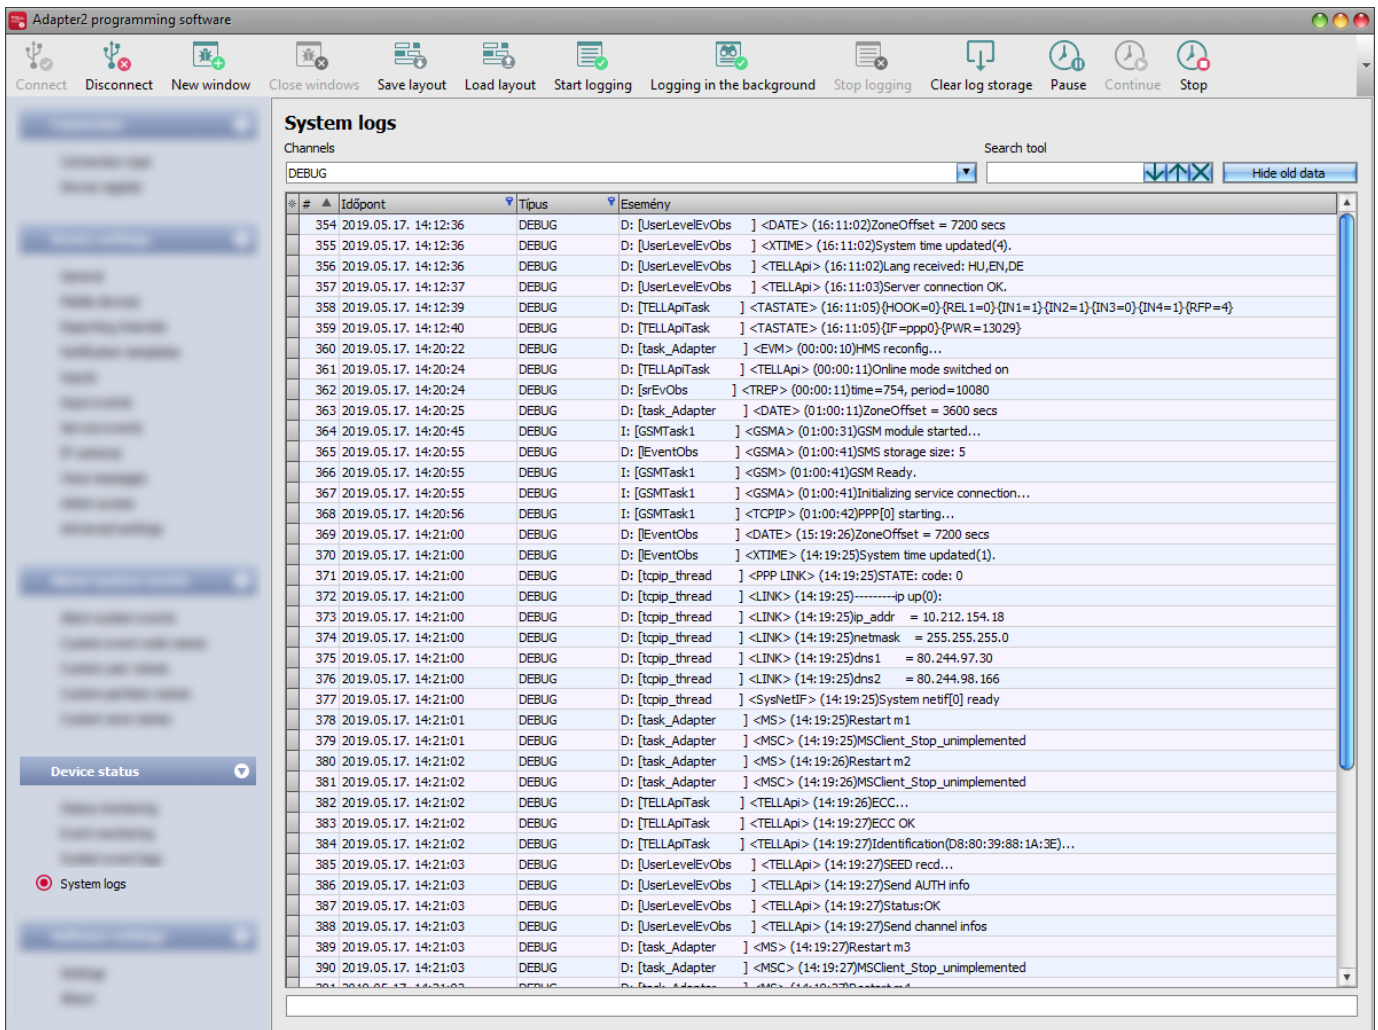 Adapter2 programming software
Connect Disconnect New window Close windows Save layout Load layout Start logging Logging in the background Stop logging Clear log storage Pause Continue Stop
System logs
Channels Search tool
DEBUG Hide old data
# Időpont Típus Esemény
354 2019.05.17. 14:12:36 DEBUG D: [UserLevelEvObs ] <DATE> (16:11:02)ZoneOffset = 7200 secs
355 2019.05.17. 14:12:36 DEBUG D: [UserLevelEvObs ] <XTIME> (16:11:02)System time updated(4).
356 2019.05.17. 14:12:36 DEBUG D: [UserLevelEvObs ] <TELLApi> (16:11:02)Lang received: HU,EN,DE
357 2019.05.17. 14:12:37 DEBUG D: [UserLevelEvObs ] <TELLApi> (16:11:03)Server connection OK.
358 2019.05.17. 14:12:39 DEBUG D: [TELLApiTask ] <TASTATE> (16:11:05){HOOK=0}{REL1=0}{IN1=1}{IN2=1}{IN3=0}{IN4=1}{RFP=4}
359 2019.05.17. 14:12:40 DEBUG D: [TELLApiTask ] <TASTATE> (16:11:05){IF=ppp0}{PWR=13029}
360 2019.05.17. 14:20:22 DEBUG D: [task_Adapter ] <EVM> (00:00:10)HMS reconfig...
361 2019.05.17. 14:20:24 DEBUG D: [TELLApiTask ] <TELLApi> (00:00:11)Online mode switched on
362 2019.05.17. 14:20:24 DEBUG D: [srEvObs ] <TREP> (00:00:11)time=754, period=10080
363 2019.05.17. 14:20:25 DEBUG D: [task_Adapter ] <DATE> (01:00:11)ZoneOffset = 3600 secs
364 2019.05.17. 14:20:45 DEBUG I: [GSMTask1 ] <GSMA> (01:00:31)GSM module started...
365 2019.05.17. 14:20:55 DEBUG D: [lEventObs ] <GSMA> (01:00:41)SMS storage size: 5
366 2019.05.17. 14:20:55 DEBUG I: [GSMTask1 ] <GSM> (01:00:41)GSM Ready.
367 2019.05.17. 14:20:55 DEBUG I: [GSMTask1 ] <GSMA> (01:00:41)Initializing service connection...
368 2019.05.17. 14:20:56 DEBUG I: [GSMTask1 ] <TCPIP> (01:00:42)PPP[0] starting...
369 2019.05.17. 14:21:00 DEBUG D: [lEventObs ] <DATE> (15:19:26)ZoneOffset = 7200 secs
370 2019.05.17. 14:21:00 DEBUG D: [lEventObs ] <XTIME> (14:19:25)System time updated(1).
371 2019.05.17. 14:21:00 DEBUG D: [tcpip_thread ] <PPP LINK> (14:19:25)STATE: code: 0
372 2019.05.17. 14:21:00 DEBUG D: [tcpip_thread ] <LINK> (14:19:25)---------ip up(0):
373 2019.05.17. 14:21:00 DEBUG D: [tcpip_thread ] <LINK> (14:19:25)ip_addr = 10.212.154.18
374 2019.05.17. 14:21:00 DEBUG D: [tcpip_thread ] <LINK> (14:19:25)netmask = 255.255.255.0
375 2019.05.17. 14:21:00 DEBUG D: [tcpip_thread ] <LINK> (14:19:25)dns1 = 80.244.97.30
376 2019.05.17. 14:21:00 DEBUG D: [tcpip_thread ] <LINK> (14:19:25)dns2 = 80.244.98.166
377 2019.05.17. 14:21:00 DEBUG D: [tcpip_thread ] <SysNetIF> (14:19:25)System netif[0] ready
378 2019.05.17. 14:21:01 DEBUG D: [task_Adapter ] <MS> (14:19:25)Restart m1
379 2019.05.17. 14:21:01 DEBUG D: [task_Adapter ] <MSC> (14:19:25)MSClient_Stop_unimplemented
380 2019.05.17. 14:21:02 DEBUG D: [task_Adapter ] <MS> (14:19:26)Restart m2
381 2019.05.17. 14:21:02 DEBUG D: [task_Adapter ] <MSC> (14:19:26)MSClient_Stop_unimplemented
382 2019.05.17. 14:21:02 DEBUG D: [TELLApiTask ] <TELLApi> (14:19:26)ECC...
383 2019.05.17. 14:21:02 DEBUG D: [TELLApiTask ] <TELLApi> (14:19:27)ECC OK
384 2019.05.17. 14:21:02 DEBUG D: [TELLApiTask ] <TELLApi> (14:19:27)Identification(D8:80:39:88:1A:3E)...
385 2019.05.17. 14:21:03 DEBUG D: [UserLevelEvObs ] <TELLApi> (14:19:27)SEED recd...
386 2019.05.17. 14:21:03 DEBUG D: [UserLevelEvObs ] <TELLApi> (14:19:27)Send AUTH info
387 2019.05.17. 14:21:03 DEBUG D: [UserLevelEvObs ] <TELLApi> (14:19:27)Status:OK
388 2019.05.17. 14:21:03 DEBUG D: [UserLevelEvObs ] <TELLApi> (14:19:27)Send channel infos
389 2019.05.17. 14:21:03 DEBUG D: [task_Adapter ] <MS> (14:19:27)Restart m3
390 2019.05.17. 14:21:03 DEBUG D: [task_Adapter ] <MSC> (14:19:27)MSClient_Stop_unimplemented
Device status
System logs